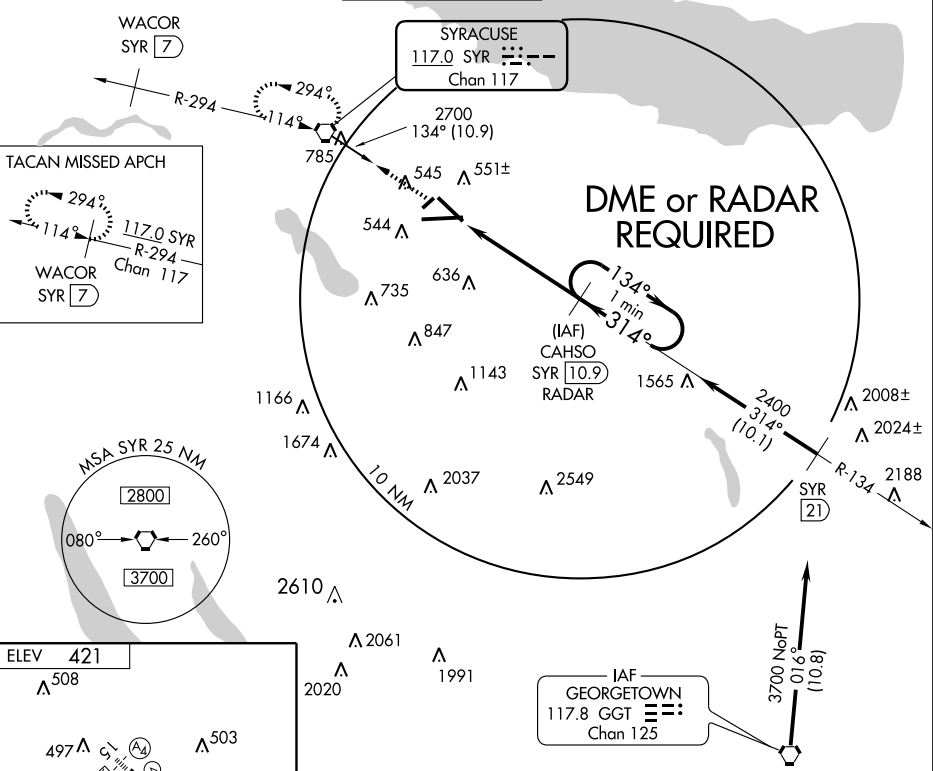 WACOR
SYR 7
SYRACUSE
117.0 SYR
Chan 117
R-294
294°
114°
2700
134° (10.9)
785
545
551±
544
TACAN MISSED APCH
294°
114°
117.0 SYR
R-294
Chan 117
WACOR
SYR 7
DME or RADAR
REQUIRED
636
735
847
1143
134°
1 min
314°
(IAF)
CAHSO
SYR 10.9
RADAR
1565
2400
314°
(10.1)
2008±
2024±
R-134
2188
SYR
21
1166
1674
10 NM
2037
2549
MSA SYR 25 NM
2800
080°
260°
3700
2610
2061
2020
1991
3700 NoPT
016°
(10.8)
IAF
GEORGETOWN
117.8 GGT
Chan 125
ELEV 421
508
497
503
15
A4